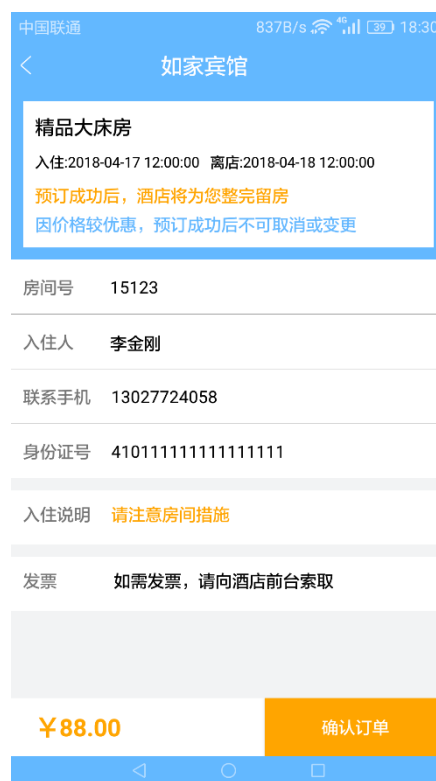 中国联通 837B/s 4G 39 18:30
如家宾馆
精品大床房
入住:2018-04-17 12:00:00 离店:2018-04-18 12:00:00
预订成功后，酒店将为您整完留房
因价格较优惠，预订成功后不可取消或变更
房间号 15123
入住人 李金刚
联系手机 13027724058
身份证号 410111111111111111
入住说明 请注意房间措施
发票 如需发票，请向酒店前台索取
￥88.00 确认订单